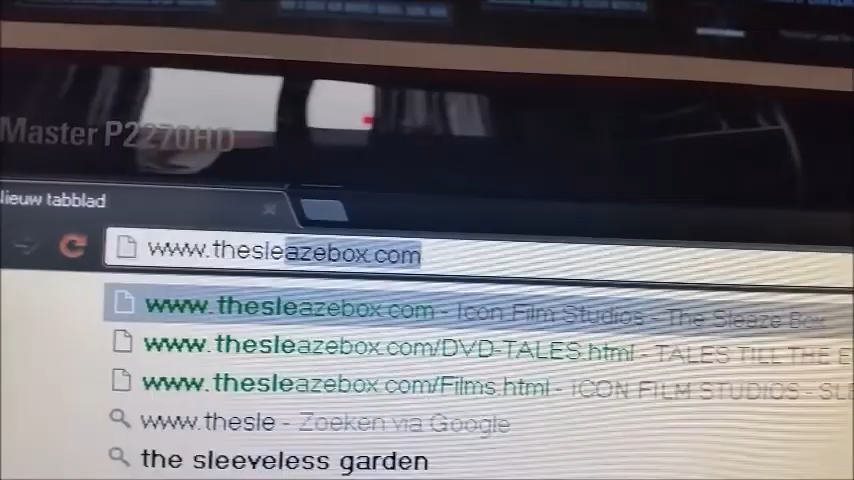 Master P2270HD
Nieuw tabblad
www.thesleazebox.com
www.thesleazebox.com - Icon Film Studios - The Sleaze Box
www.thesleazebox.com/DVD-TALES.html - TALES TILL THE E
www.thesleazebox.com/Films.html - ICON FILM STUDIOS - SLE
www.thesle - Zoeken via Google
the sleeveless garden